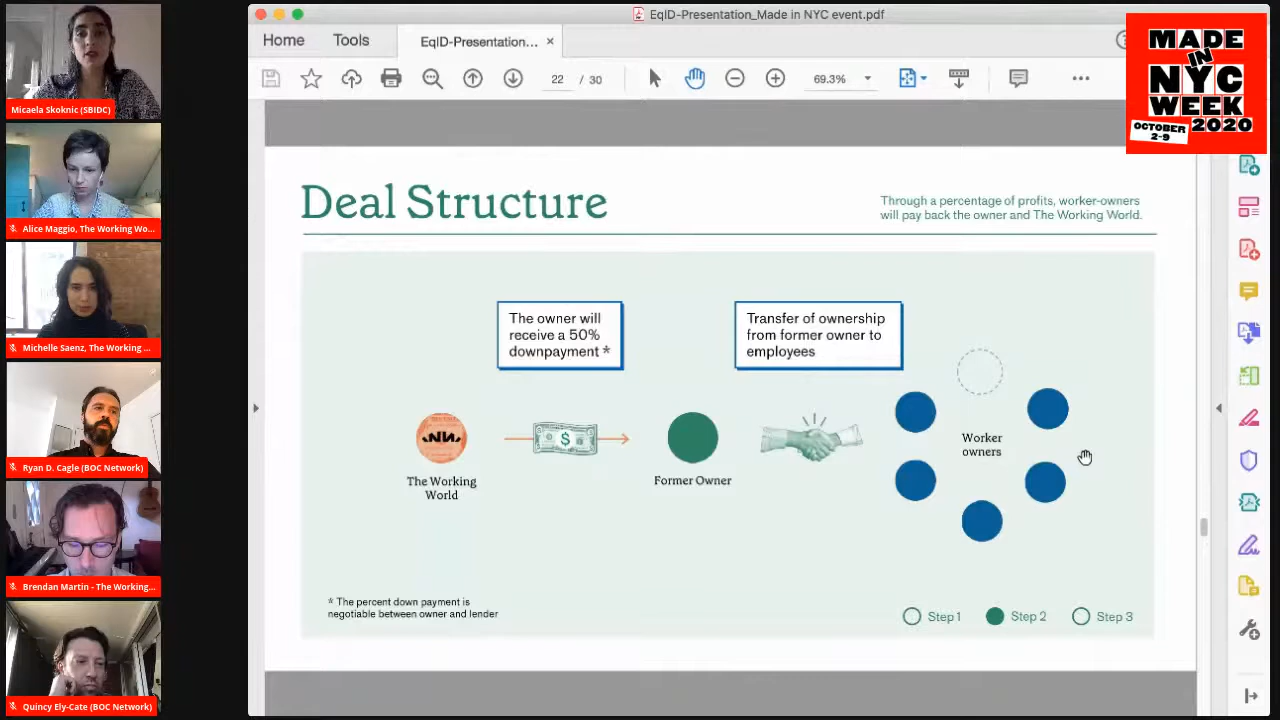 EqID-Presentation_Made in NYC event.pdf
Home
Tools
EqID-Presentation...
22 / 30
69.3%
MADE
IN
NYC
WEEK
OCTOBER
2-9
2020
Deal Structure
Through a percentage of profits, worker-owners
will pay back the owner and The Working World.
The owner will
receive a 50%
downpayment *
Transfer of ownership
from former owner to
employees
$
The Working
World
Former Owner
Worker
owners
* The percent down payment is
negotiable between owner and lender
Step 1
Step 2
Step 3
Micaela Skoknic (SBIDC)
Alice Maggio, The Working Wo...
Michelle Saenz, The Working ...
Ryan D. Cagle (BOC Network)
Brendan Martin - The Working...
Quincy Ely-Cate (BOC Network)